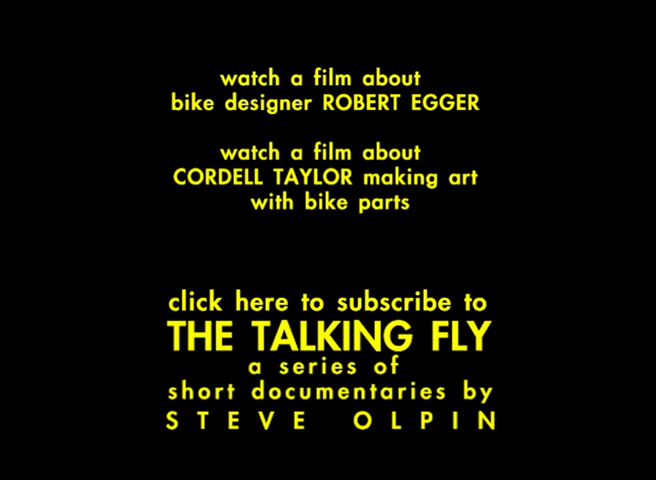 watch a film about
bike designer ROBERT EGGER
watch a film about
CORDELL TAYLOR making art
with bike parts
click here to subscribe to
THE TALKING FLY
a series of
short documentaries by
STEVE OLPIN